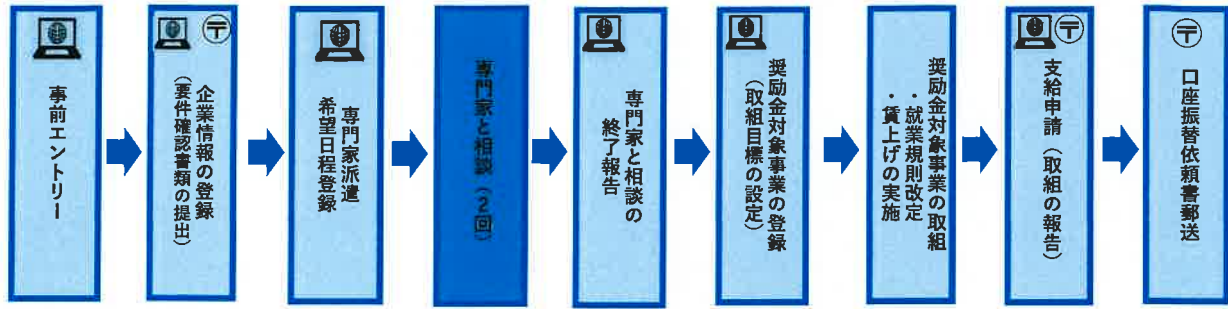 事前エントリー
〒
企業情報の登録
（要件確認書類の提出）
専門家派遣
希望日程登録
専門家と相談（2回）
専門家と相談の
終了報告
奨励金対象事業の登録
（取組目標の設定）
奨励金対象事業の取組
・就業規則改定
・賃上げの実施
〒
支給申請（取組の報告）
〒
口座振替依頼書郵送